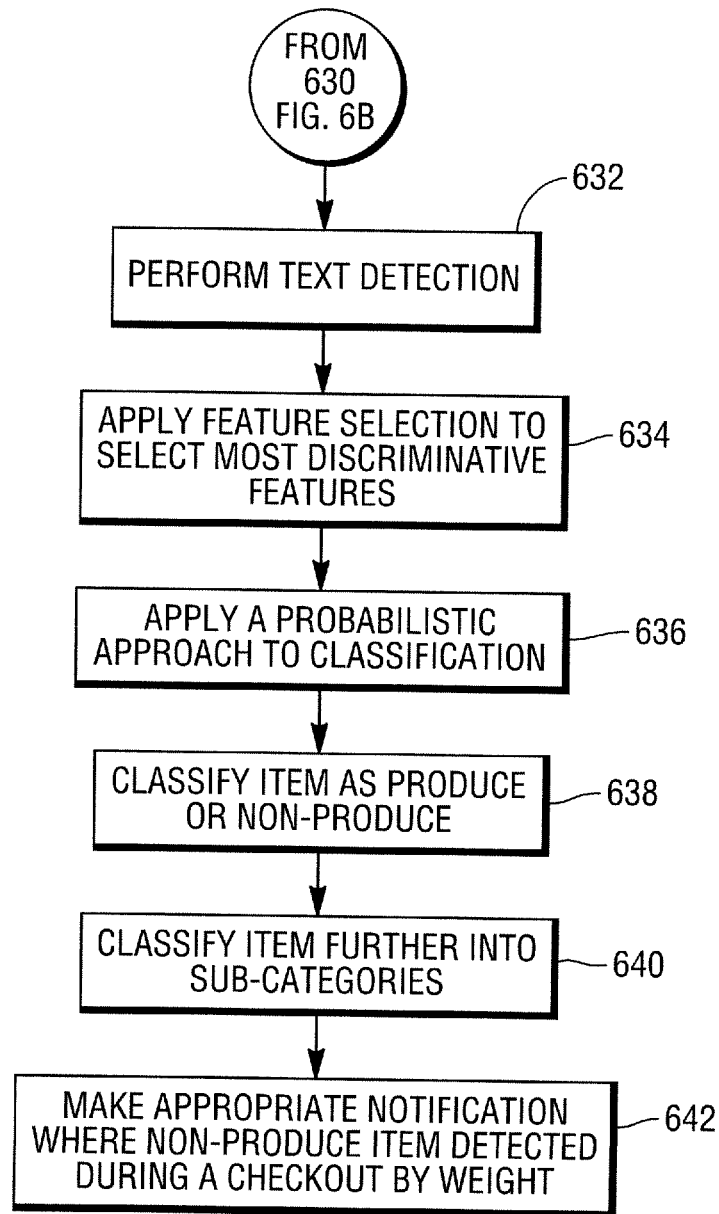 FROM
630
FIG. 6B
632
PERFORM TEXT DETECTION
APPLY FEATURE SELECTION TO
SELECT MOST DISCRIMINATIVE
FEATURES
634
APPLY A PROBABILISTIC
APPROACH TO CLASSIFICATION
636
CLASSIFY ITEM AS PRODUCE
OR NON-PRODUCE
638
CLASSIFY ITEM FURTHER INTO
SUB-CATEGORIES
640
MAKE APPROPRIATE NOTIFICATION
WHERE NON-PRODUCE ITEM DETECTED
DURING A CHECKOUT BY WEIGHT
642